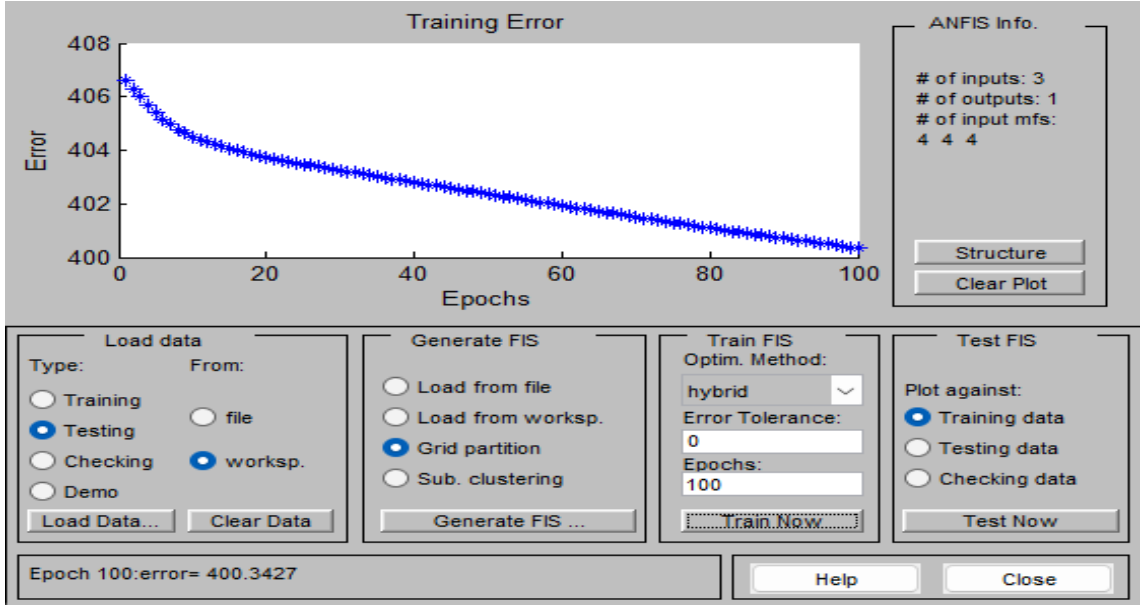 Training Error
408
406
404
402
400
Error
0
20
40
60
80
100
Epochs
ANFIS Info.
# of inputs: 3
# of outputs: 1
# of input mfs:
4 4 4
Structure
Clear Plot
Load data
Type:
From:
Training
Testing
Checking
Demo
file
worksp.
Load Data...
Clear Data
Generate FIS
Load from file
Load from worksp.
Grid partition
Sub. clustering
Generate FIS ...
Train FIS
Optim. Method:
hybrid
Error Tolerance:
0
Epochs:
100
Train Now
Test FIS
Plot against:
Training data
Testing data
Checking data
Test Now
Epoch 100:error= 400.3427
Help
Close